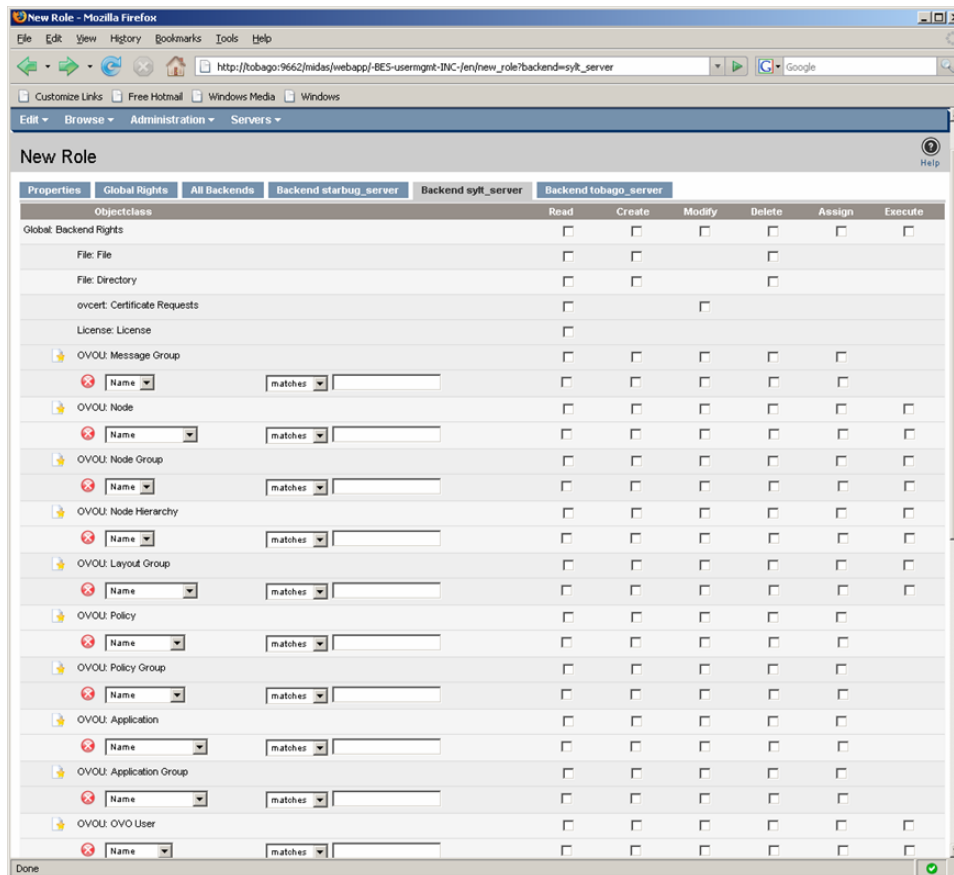 New Role - Mozilla Firefox
File Edit View History Bookmarks Tools Help
http://tobago:9662/midas/webapp/-BES-usermgmt-INC-/en/new_role?backend=sylt_server
G Google
Customize Links Free Hotmail Windows Media Windows
Edit Browse Administration Servers
New Role
Help
Properties Global Rights All Backends Backend starbug_server Backend sylt_server Backend tobago_server
Objectclass Read Create Modify Delete Assign Execute
Global: Backend Rights
File: File
File: Directory
ovcert: Certificate Requests
License: License
OVOU: Message Group
Name matches
OVOU: Node
Name matches
OVOU: Node Group
Name matches
OVOU: Node Hierarchy
Name matches
OVOU: Layout Group
Name matches
OVOU: Policy
Name matches
OVOU: Policy Group
Name matches
OVOU: Application
Name matches
OVOU: Application Group
Name matches
OVOU: OVO User
Name matches
Done